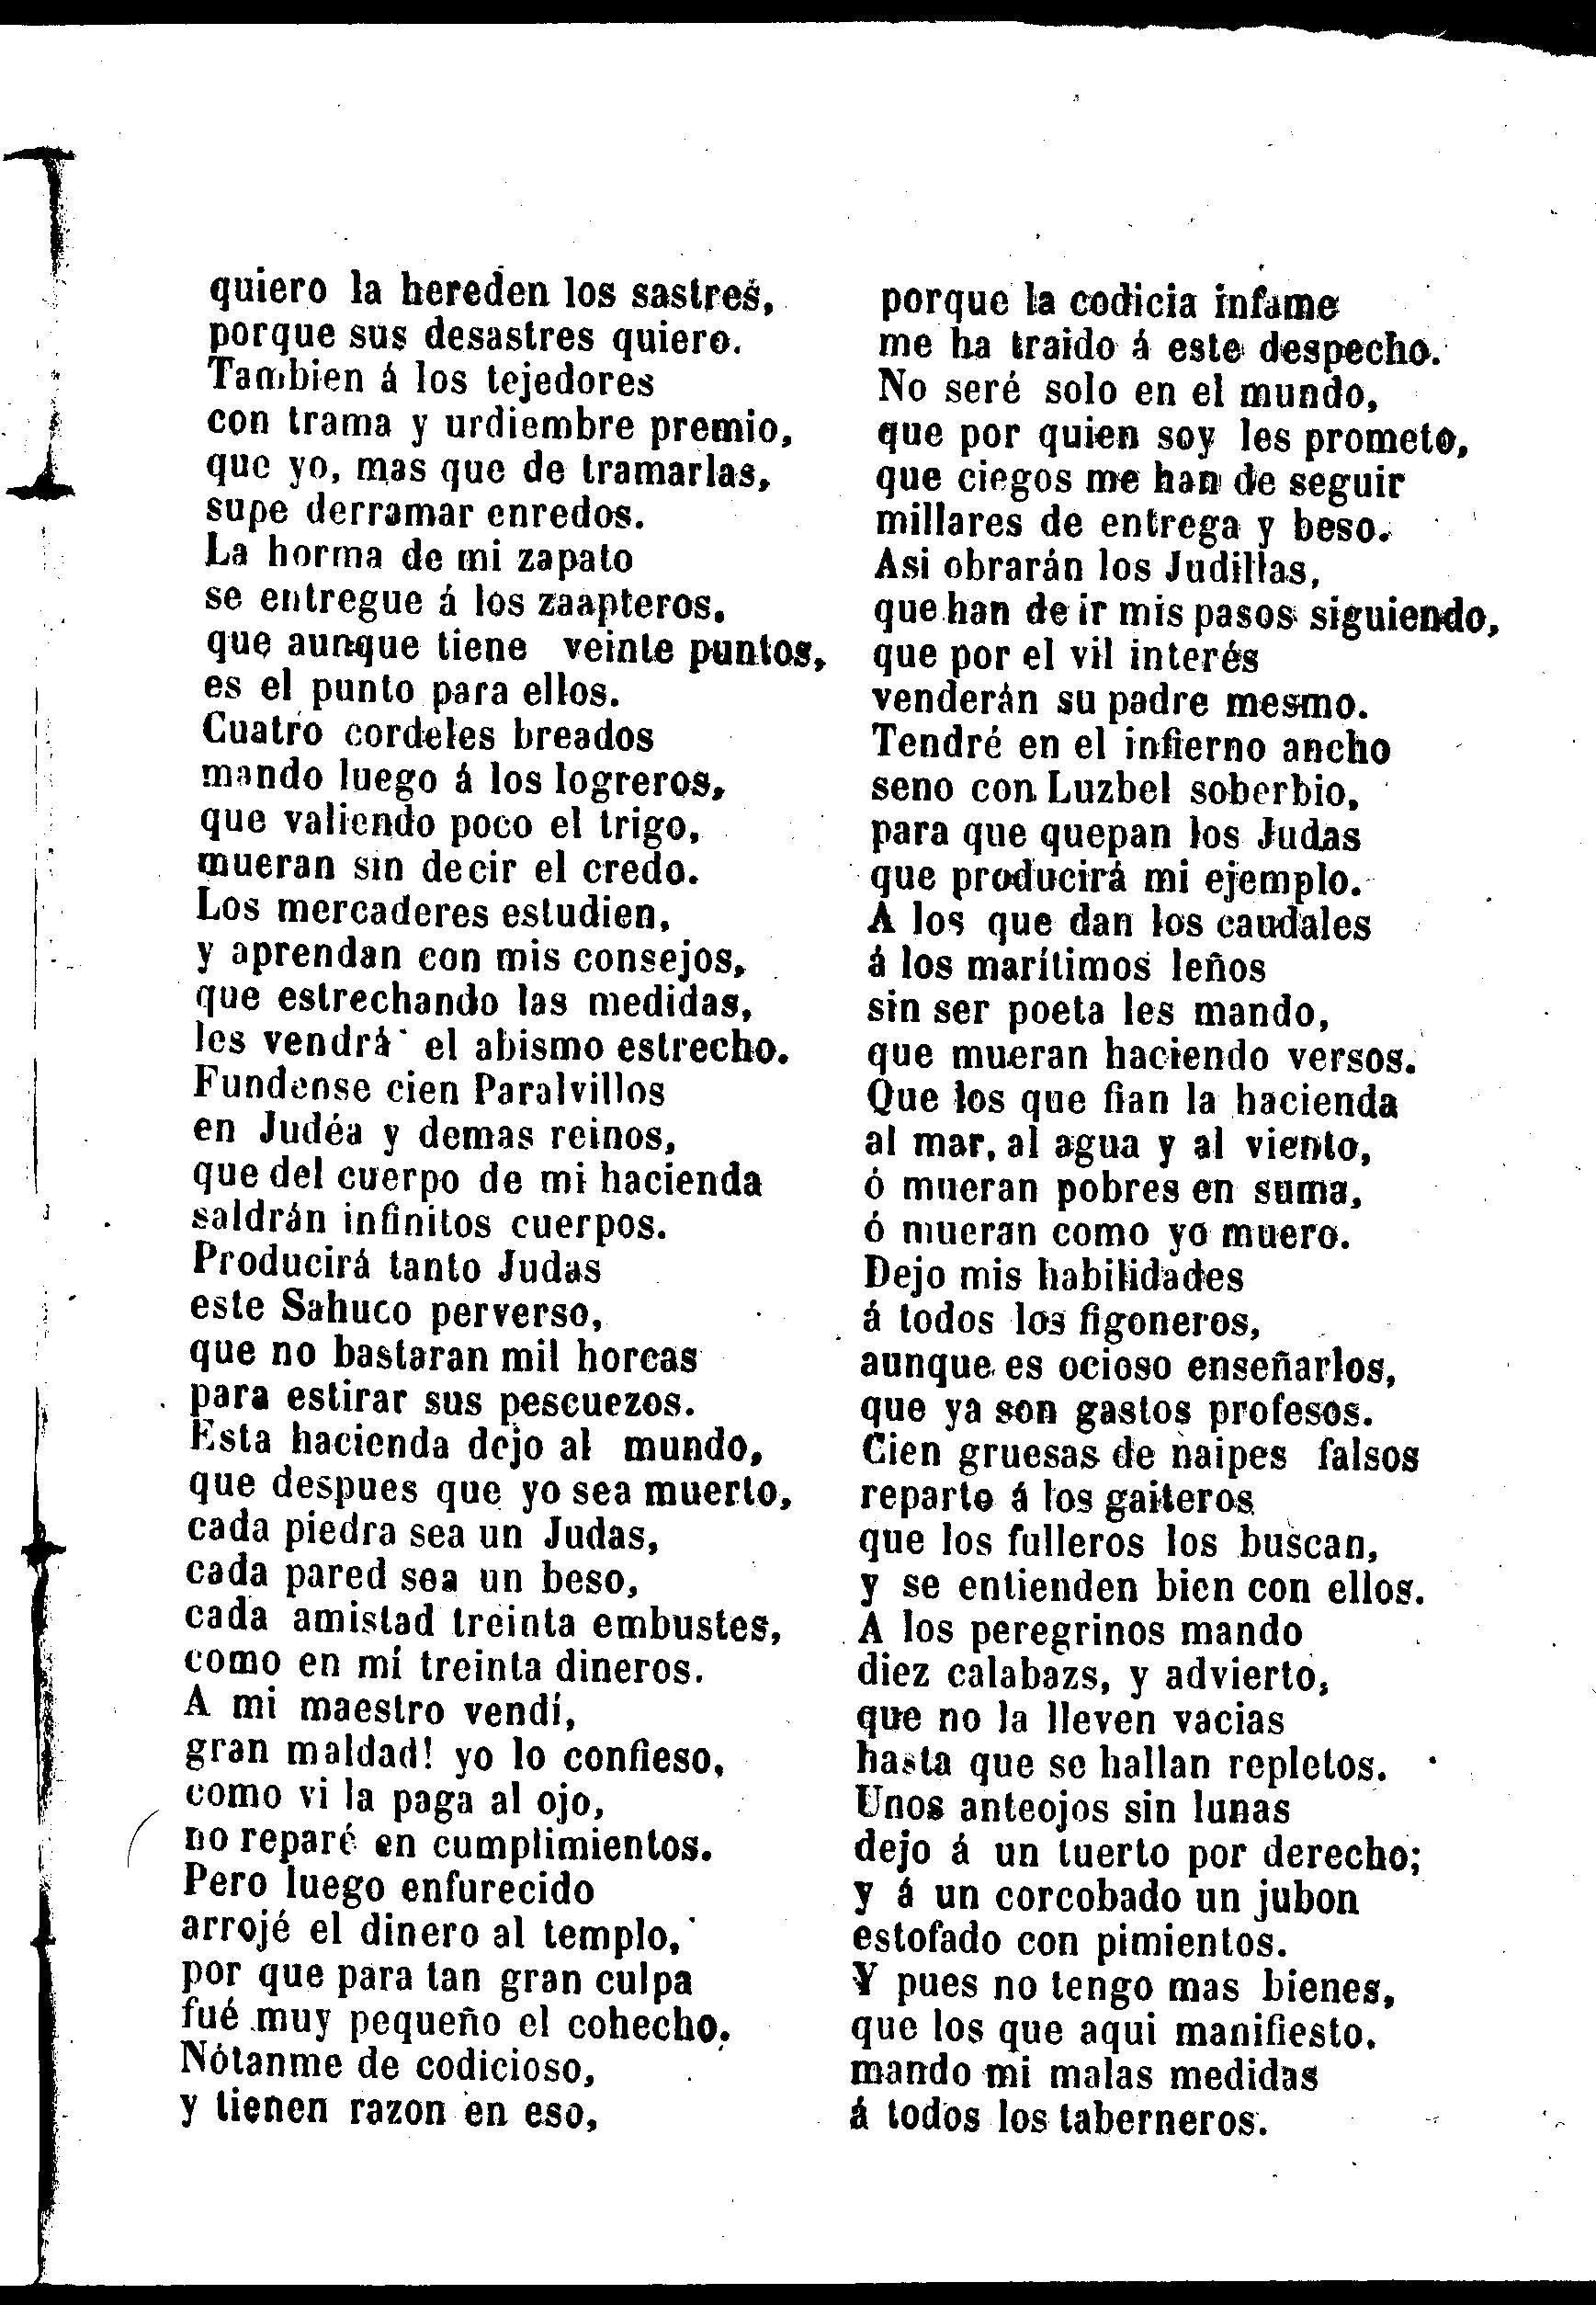 quiero la hereden los sastres,
porque sus desastres quiero.
Tambien á los tejedores
con trama y urdiembre premio,
que yo, mas que de tramarlas,
supe derramar enredos.
La horma de mi zapato
se entregue á los zaapteros,
que aunque tiene veinte puntos,
es el punto para ellos.
Cuatro cordeles breados
mando luego á los logreros,
que valiendo poco el trigo,
mueran sin decir el credo.
Los mercaderes estudien,
y aprendan con mis consejos,
que estrechando las medidas,
les vendrá el abismo estrecho.
Fundense cien Paralvillos
en Judéa y demas reinos,
que del cuerpo de mi hacienda
saldrán infinitos cuerpos.
Producirá tanto Judas
este Sahuco perverso,
que no bastaran mil horcas
para estirar sus pescuezos.
Esta hacienda dejo al mundo,
que despues que yo sea muerto,
cada piedra sea un Judas,
cada pared sea un beso,
cada amistad treinta embustes,
como en mí treinta dineros.
A mi maestro vendí,
gran maldad! yo lo confieso,
como vi la paga al ojo,
no reparé en cumplimientos.
Pero luego enfurecido
arrojé el dinero al templo,
por que para tan gran culpa
fué muy pequeño el cohecho.
Nótanme de codicioso,
y tienen razon en eso,
porque la codicia infame
me ha traido á este despecho.
No seré solo en el mundo,
que por quien soy les prometo,
que ciegos me han de seguir
millares de entrega y beso.
Asi obrarán los Judillas,
que han de ir mis pasos siguiendo,
que por el vil interés
venderán su padre mesmo.
Tendré en el infierno ancho
seno con Luzbel soberbio,
para que quepan los Judas
que producirá mi ejemplo.
A los que dan los caudales
á los marítimos leños
sin ser poeta les mando,
que mueran haciendo versos.
Que los que fian la hacienda
al mar, al agua y al viento,
ó mueran pobres en suma,
ó mueran como yo muero.
Dejo mis habilidades
á todos los figoneros,
aunque es ocioso enseñarlos,
que ya son gastos profesos.
Cien gruesas de naipes falsos
reparto á los gaiteros
que los fulleros los buscan,
y se entienden bien con ellos.
A los peregrinos mando
diez calabazs, y advierto,
que no la lleven vacias
hasta que se hallan repletos.
Unos anteojos sin lunas
dejo á un tuerto por derecho;
y á un corcobado un jubon
estofado con pimientos.
Y pues no tengo mas bienes,
que los que aqui manifiesto.
mando mi malas medidas
á todos los taberneros.